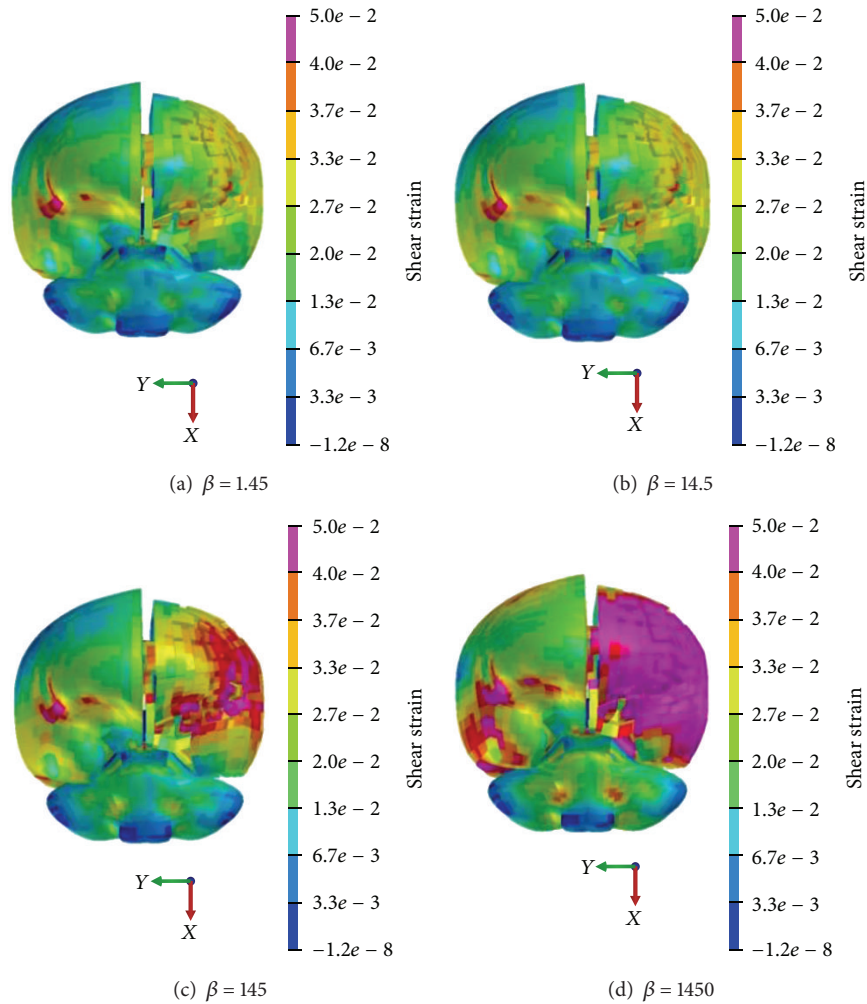 5.0e − 2
4.0e − 2
3.7e − 2
3.3e − 2
2.7e − 2
2.0e − 2
1.3e − 2
6.7e − 3
3.3e − 3
−1.2e − 8
Shear strain
Y
X
(a) β = 1.45
5.0e − 2
4.0e − 2
3.7e − 2
3.3e − 2
2.7e − 2
2.0e − 2
1.3e − 2
6.7e − 3
3.3e − 3
−1.2e − 8
Shear strain
Y
X
(b) β = 14.5
5.0e − 2
4.0e − 2
3.7e − 2
3.3e − 2
2.7e − 2
2.0e − 2
1.3e − 2
6.7e − 3
3.3e − 3
−1.2e − 8
Shear strain
Y
X
(c) β = 145
5.0e − 2
4.0e − 2
3.7e − 2
3.3e − 2
2.7e − 2
2.0e − 2
1.3e − 2
6.7e − 3
3.3e − 3
−1.2e − 8
Shear strain
Y
X
(d) β = 1450